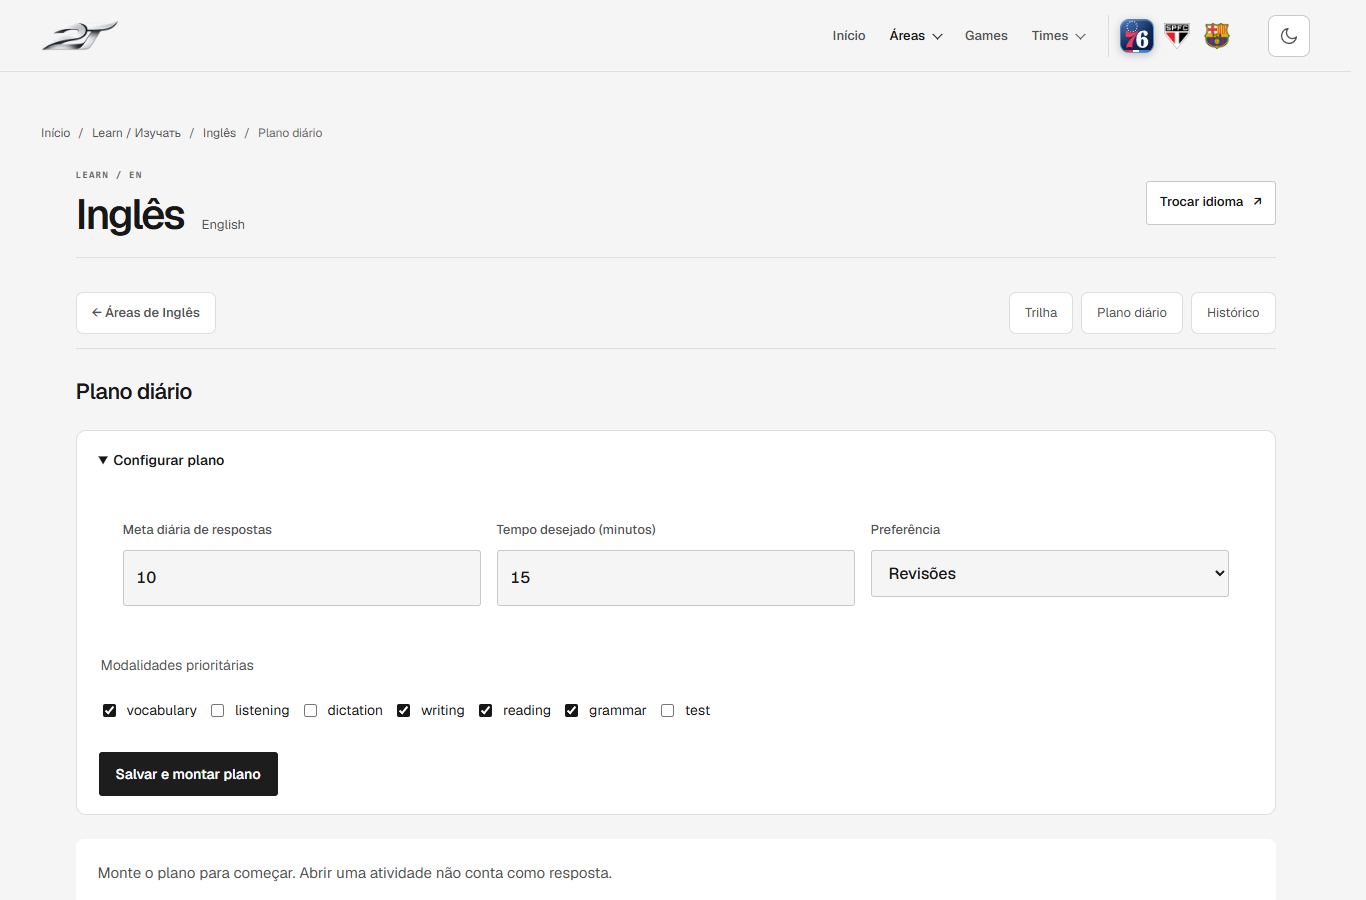 2T
Início Áreas Games Times 76 SPFC
Início / Learn / Изучать / Inglês / Plano diário
LEARN / EN
Inglês English
Trocar idioma ↗
← Áreas de Inglês Trilha Plano diário Histórico
Plano diário
▼ Configurar plano
Meta diária de respostas Tempo desejado (minutos) Preferência
10 15 Revisões
Modalidades prioritárias
vocabulary listening dictation writing reading grammar test
Salvar e montar plano
Monte o plano para começar. Abrir uma atividade não conta como resposta.